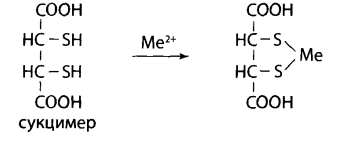 COOH COOH
HC – SH Me²⁺ HC – S
Me
HC – SH HC – S
COOH COOH
сукцимер